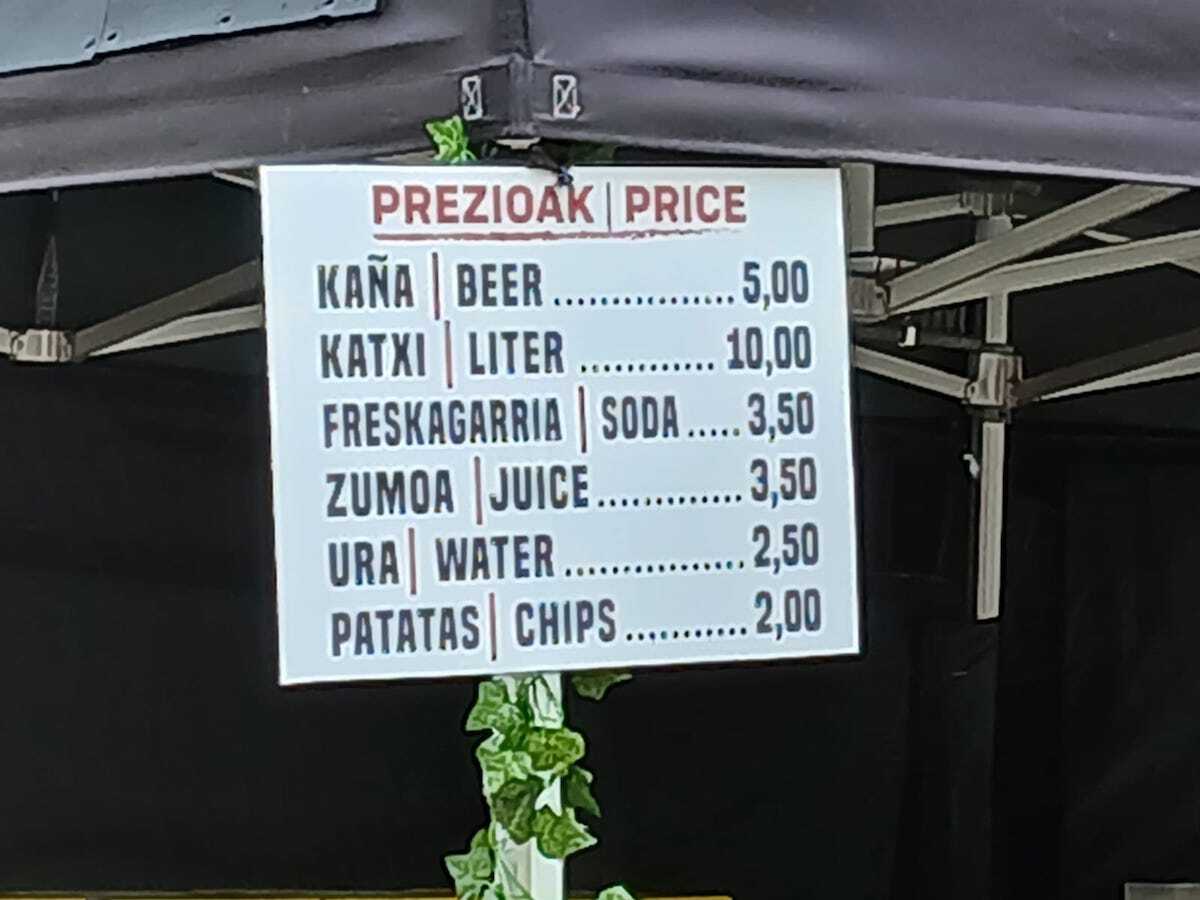 PREZIOAK | PRICE
KAÑA | BEER ................ 5,00
KATXI | LITER ............ 10,00
FRESKAGARRIA | SODA ..... 3,50
ZUMOA | JUICE ............. 3,50
URA | WATER ................ 2,50
PATATAS | CHIPS ........... 2,00